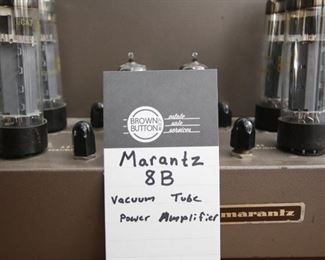 BROWN
BUTTON
estate
sale
services
Marantz
8B
Vacuum Tube
Power Amplifier
marantz